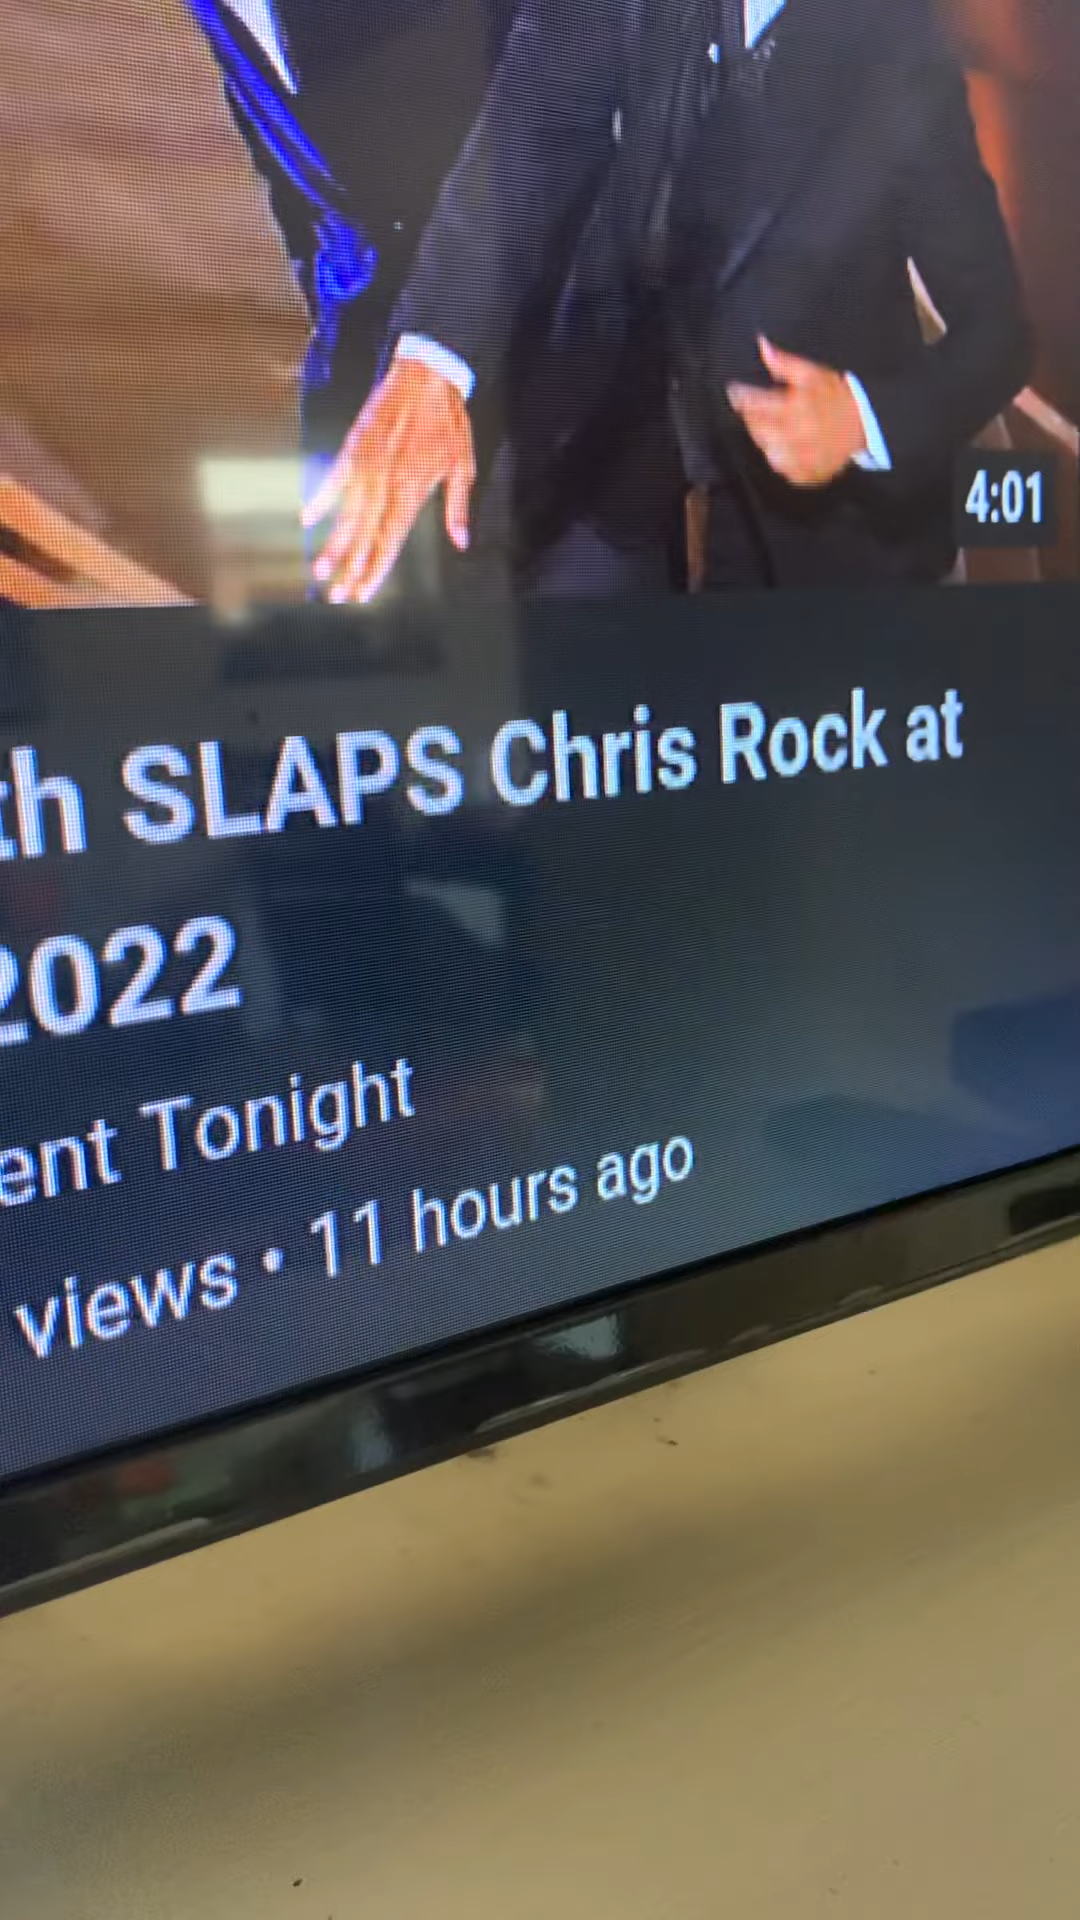 4:01
th SLAPS Chris Rock at
2022
ent Tonight
views • 11 hours ago